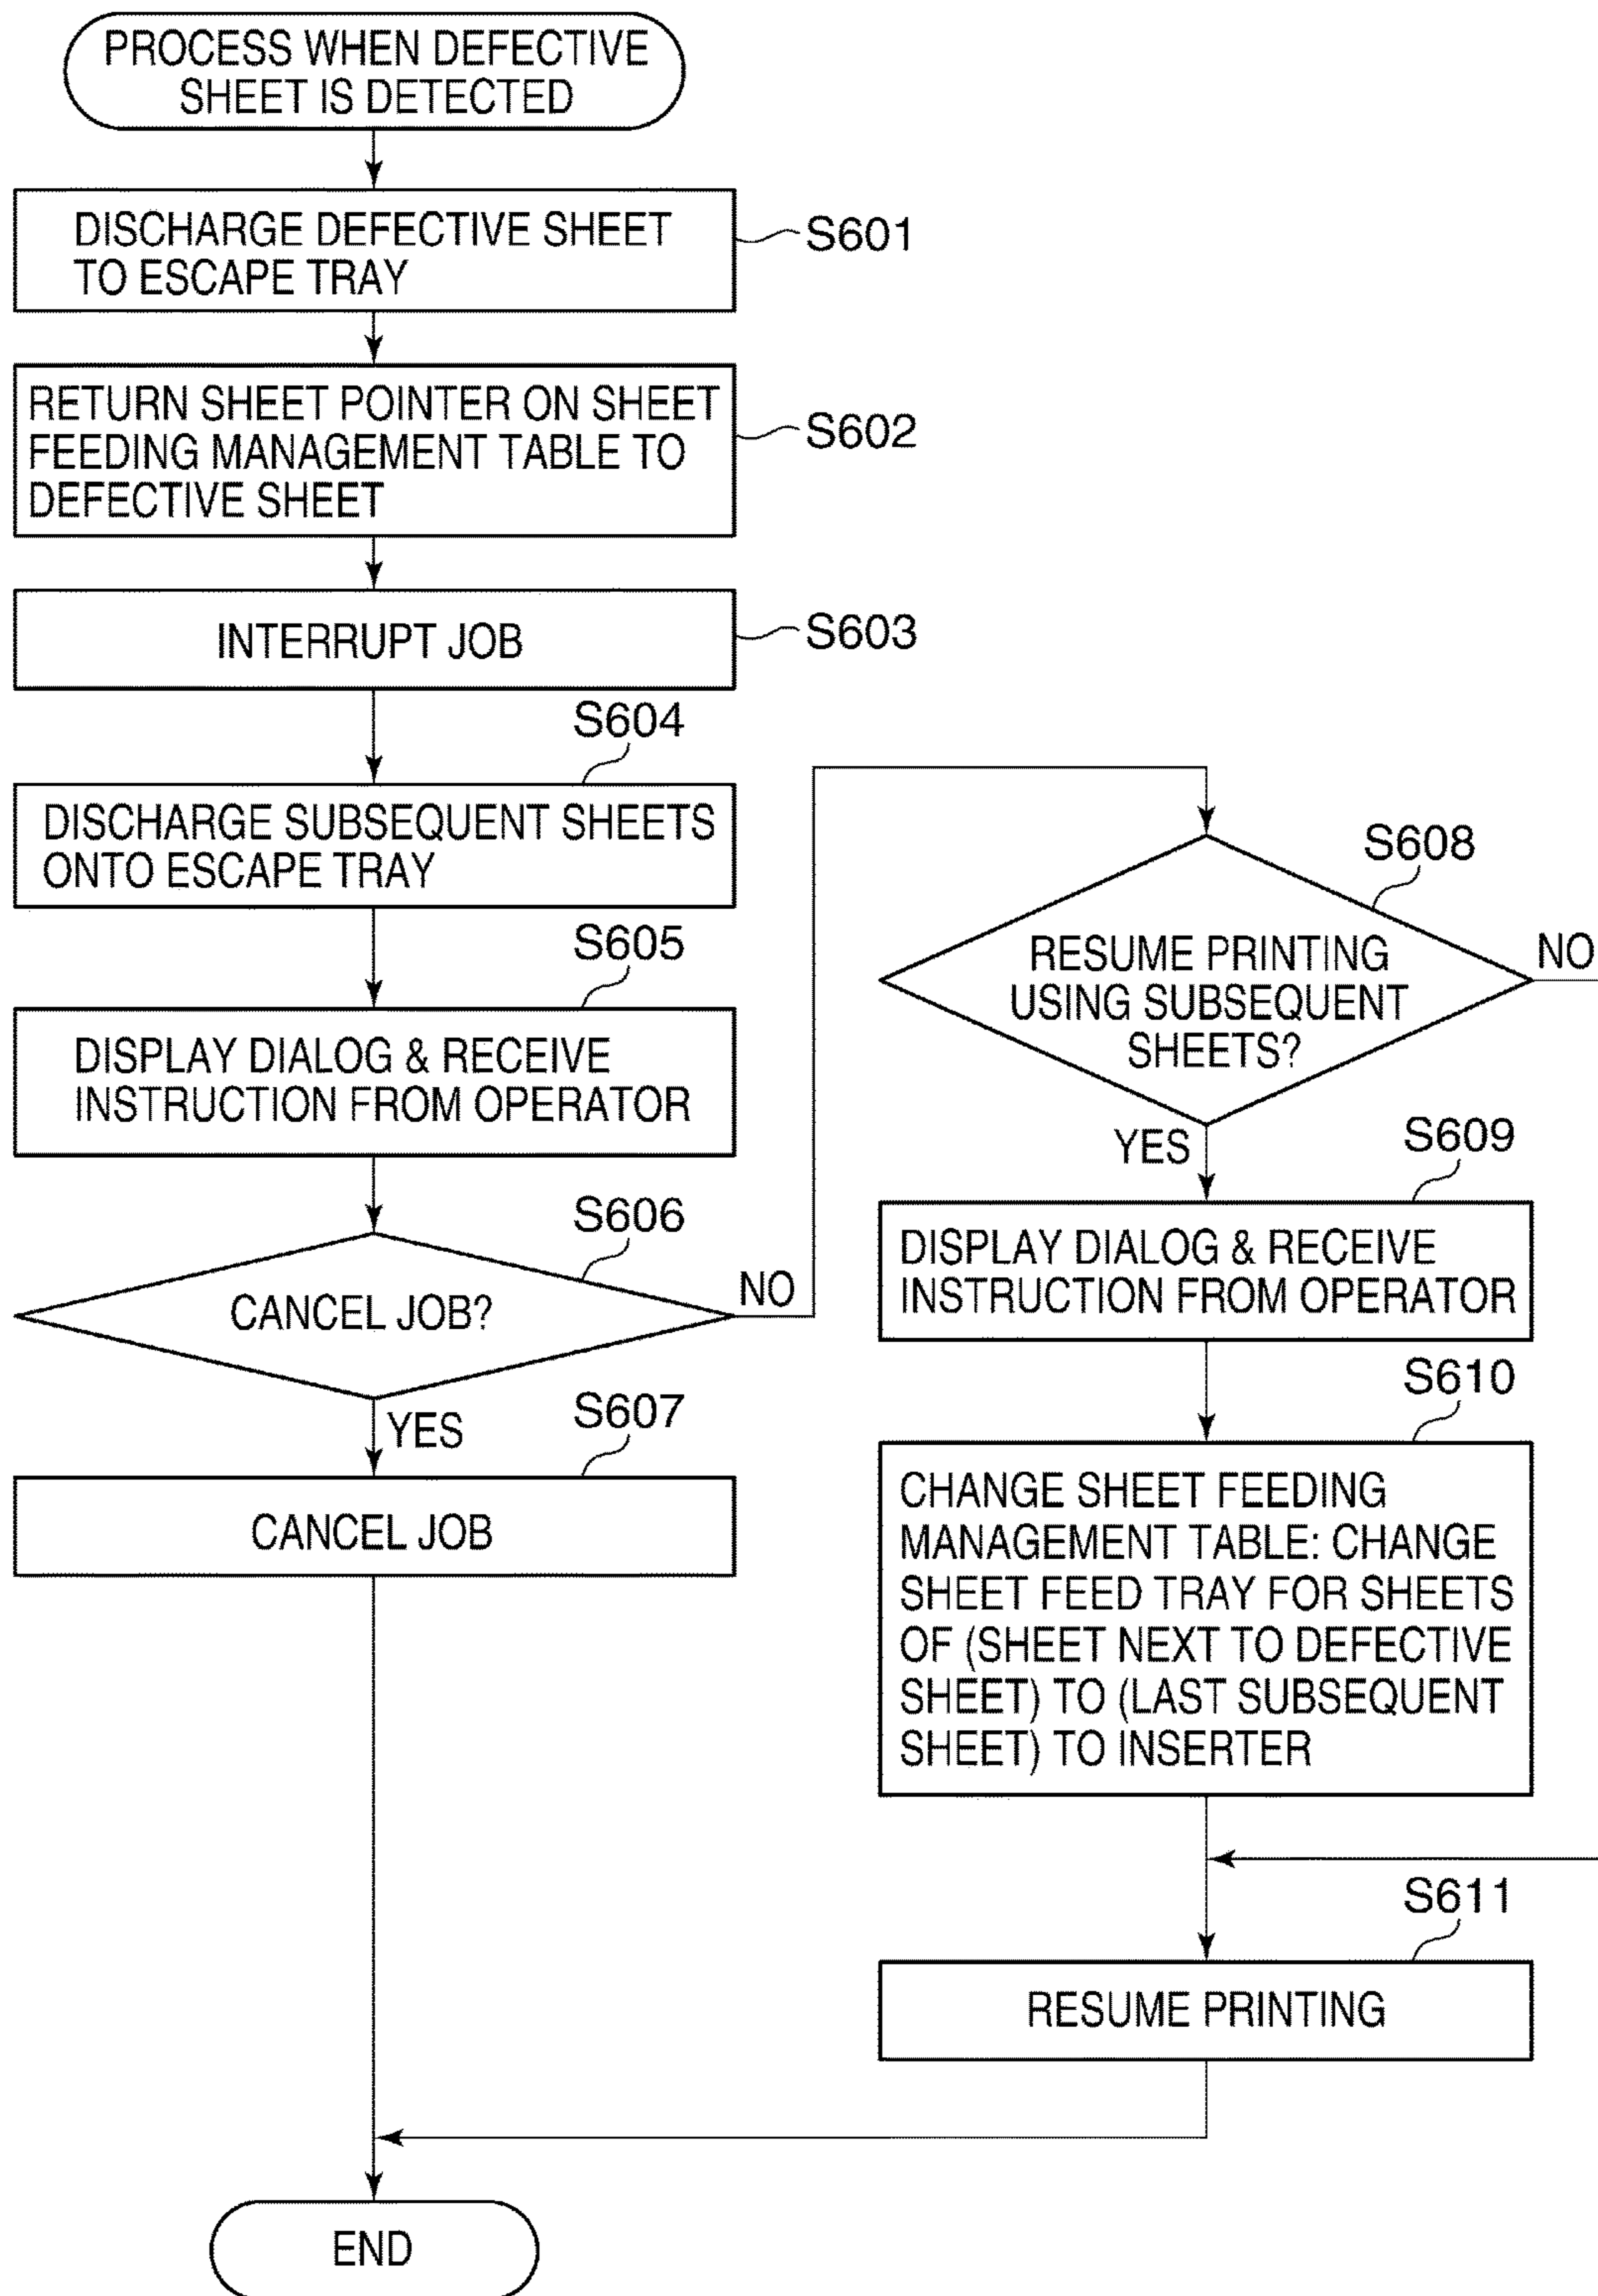 PROCESS WHEN DEFECTIVE
SHEET IS DETECTED
DISCHARGE DEFECTIVE SHEET
TO ESCAPE TRAY
S601
RETURN SHEET POINTER ON SHEET
FEEDING MANAGEMENT TABLE TO
DEFECTIVE SHEET
S602
INTERRUPT JOB
S603
S604
DISCHARGE SUBSEQUENT SHEETS
ONTO ESCAPE TRAY
S605
DISPLAY DIALOG & RECEIVE
INSTRUCTION FROM OPERATOR
S606
CANCEL JOB?
NO
YES
S607
CANCEL JOB
S608
RESUME PRINTING
USING SUBSEQUENT
SHEETS?
NO
YES
S609
DISPLAY DIALOG & RECEIVE
INSTRUCTION FROM OPERATOR
S610
CHANGE SHEET FEEDING
MANAGEMENT TABLE: CHANGE
SHEET FEED TRAY FOR SHEETS
OF (SHEET NEXT TO DEFECTIVE
SHEET) TO (LAST SUBSEQUENT
SHEET) TO INSERTER
S611
RESUME PRINTING
END